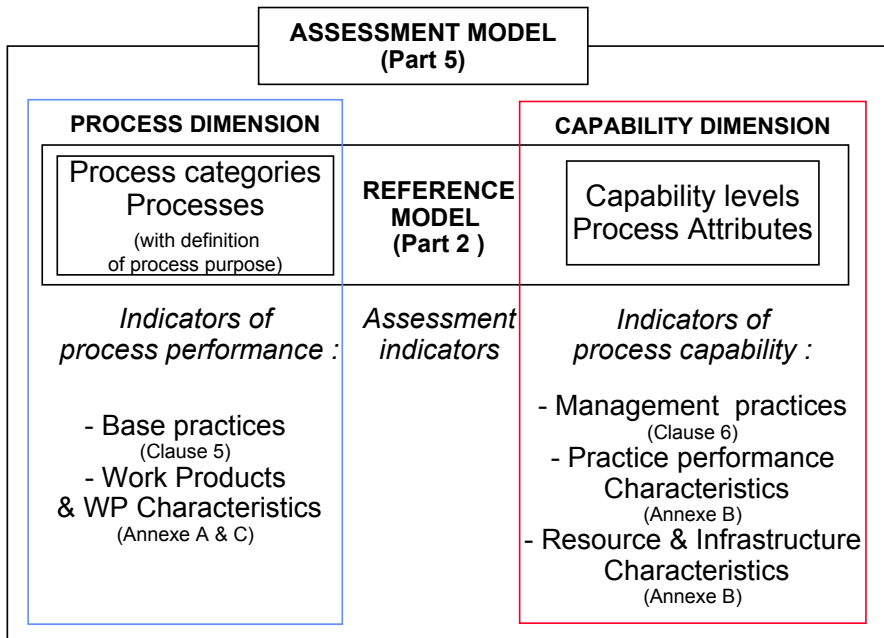 ASSESSMENT MODEL
(Part 5)
PROCESS DIMENSION
Process categories
Processes
(with definition
of process purpose)
REFERENCE
MODEL
(Part 2 )
CAPABILITY DIMENSION
Capability levels
Process Attributes
Indicators of
process performance :
- Base practices
(Clause 5)
- Work Products
& WP Characteristics
(Annexe A & C)
Assessment
indicators
Indicators of
process capability :
- Management practices
(Clause 6)
- Practice performance
Characteristics
(Annexe B)
- Resource & Infrastructure
Characteristics
(Annexe B)